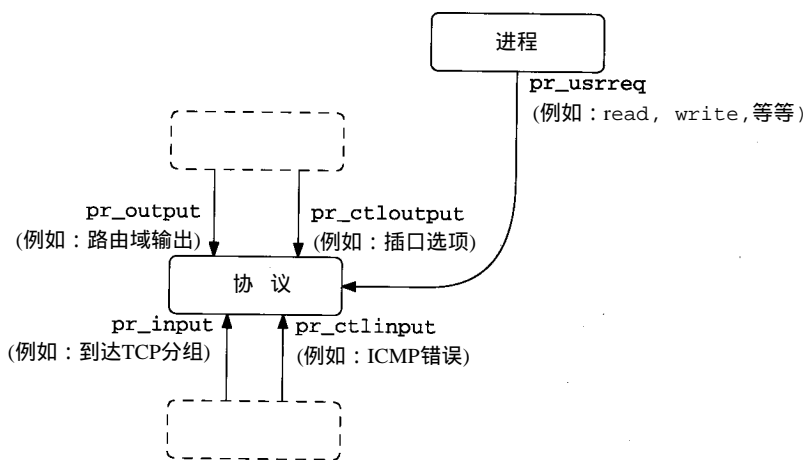 进程
pr_usrreq
(例如：read, write,等等)
pr_output
(例如：路由域输出)
pr_ctloutput
(例如：插口选项)
协 议
pr_input
(例如：到达TCP分组)
pr_ctlinput
(例如：ICMP错误)